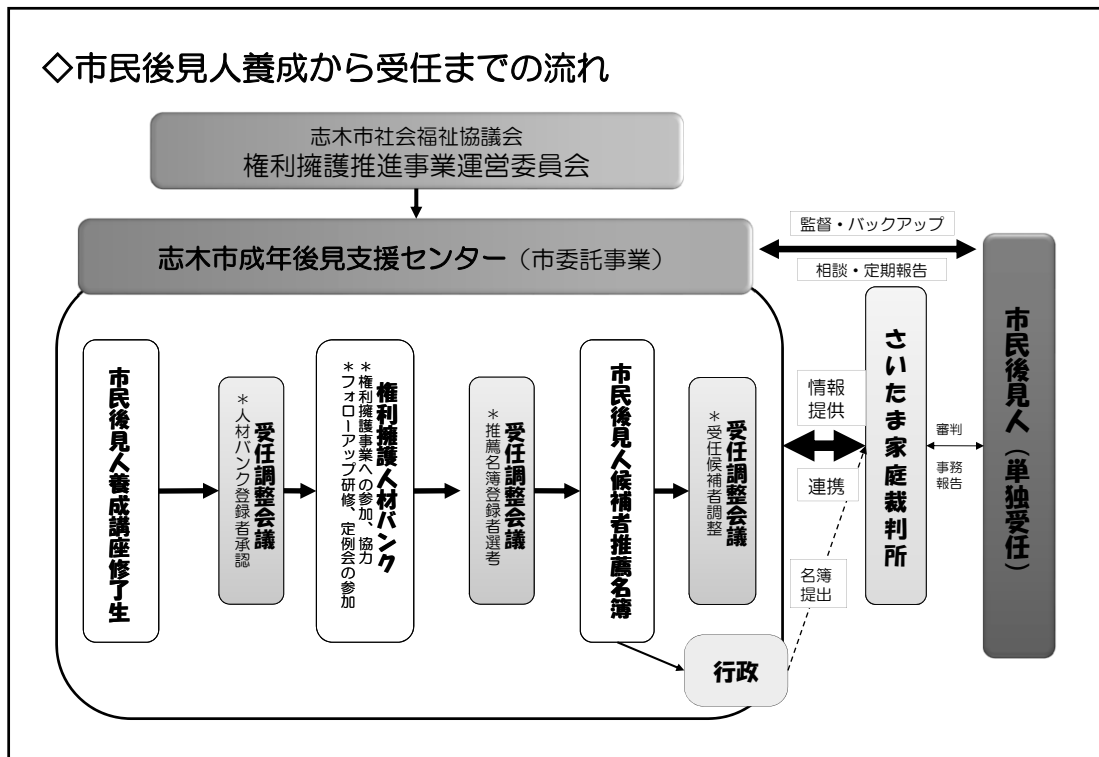 ◇市民後見人養成から受任までの流れ
志木市社会福祉協議会
権利擁護推進事業運営委員会
志木市成年後見支援センター（市委託事業）
監督・バックアップ
相談・定期報告
市民後見人養成講座修了生
受任調整会議
＊人材バンク登録者承認
権利擁護人材バンク
＊権利擁護事業への参加、協力
＊フォローアップ研修、定例会の参加
受任調整会議
＊推薦名簿登録者選考
市民後見人候補者推薦名簿
受任調整会議
＊受任候補者調整
行政
情報
提供
連携
名簿
提出
さいたま家庭裁判所
審判
事務
報告
市民後見人（単独受任）